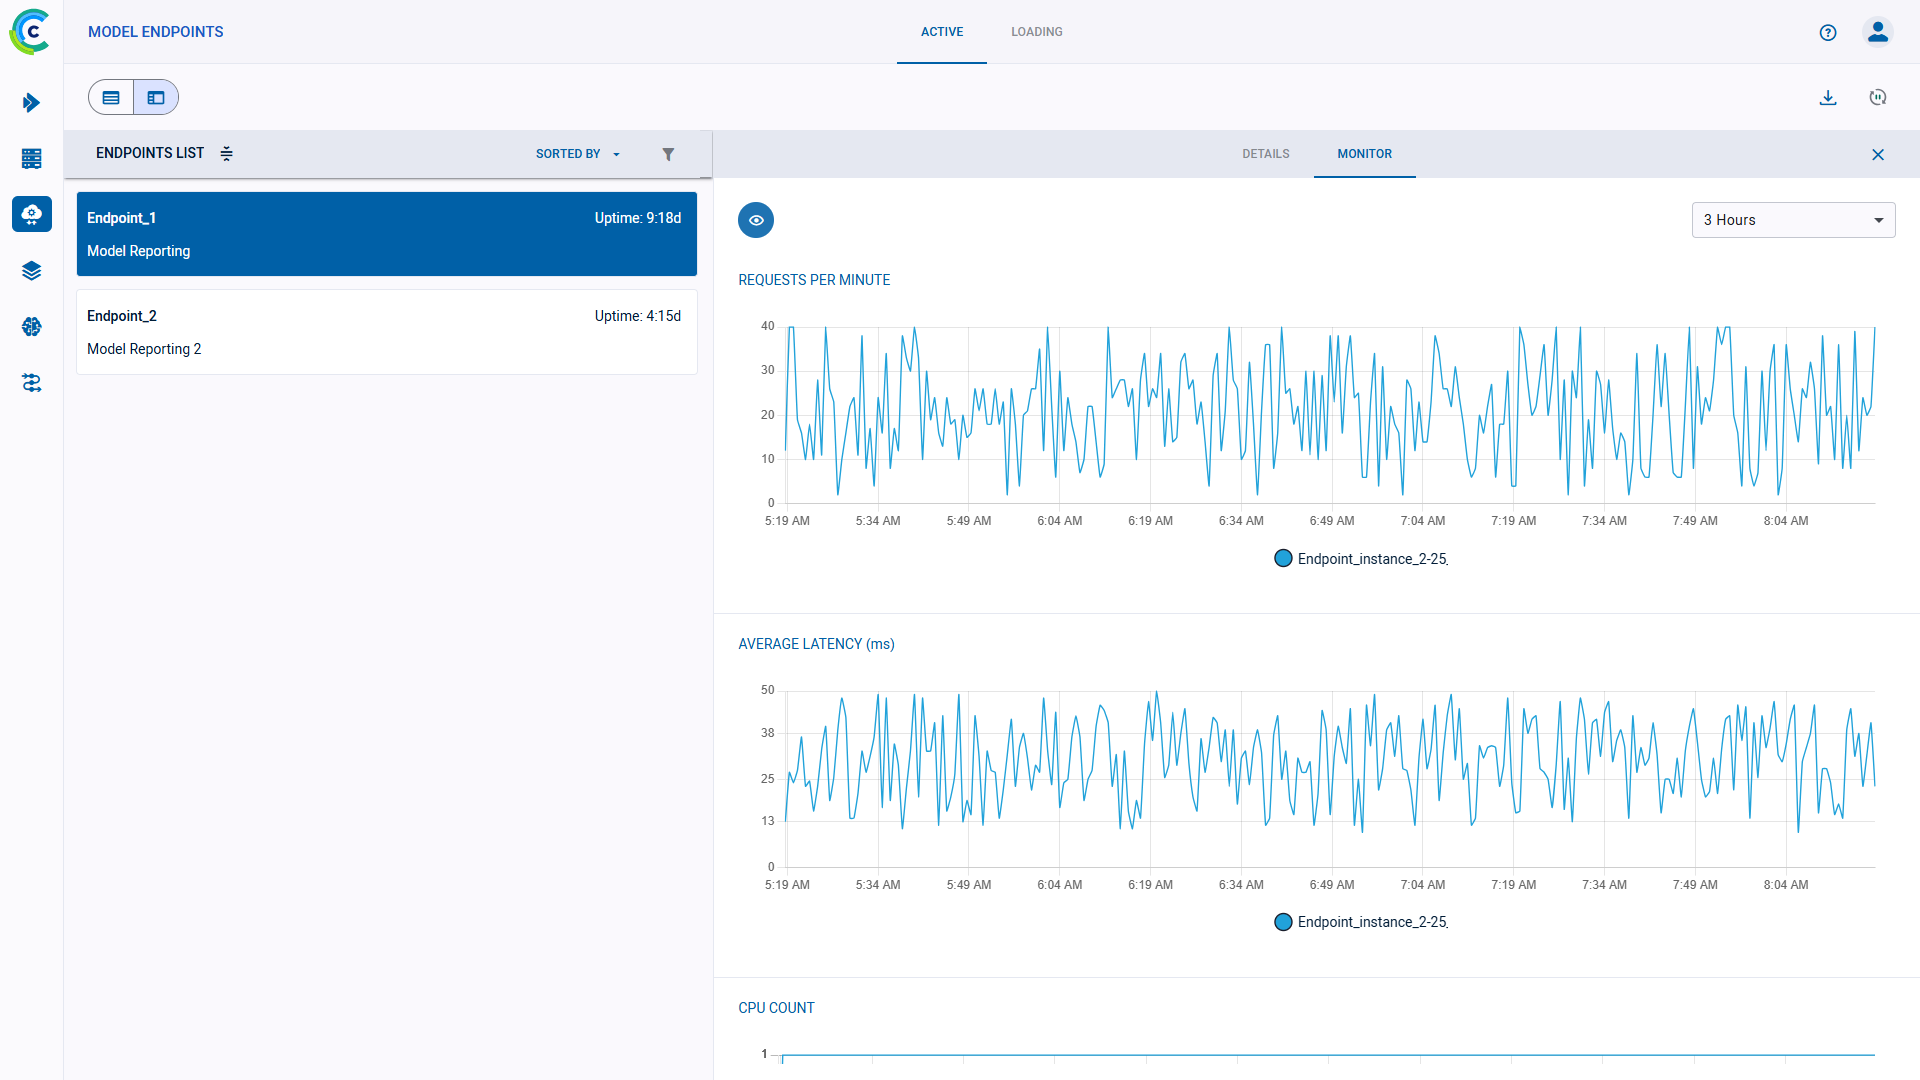 MODEL ENDPOINTS
ACTIVE
LOADING
ENDPOINTS LIST
SORTED BY
DETAILS
MONITOR
Endpoint_1
Uptime: 9:18d
Model Reporting
Endpoint_2
Uptime: 4:15d
Model Reporting 2
3 Hours
REQUESTS PER MINUTE
40
30
20
10
0
5:19 AM 5:34 AM 5:49 AM 6:04 AM 6:19 AM 6:34 AM 6:49 AM 7:04 AM 7:19 AM 7:34 AM 7:49 AM 8:04 AM
Endpoint_instance_2-25
AVERAGE LATENCY (ms)
50
38
25
13
0
5:19 AM 5:34 AM 5:49 AM 6:04 AM 6:19 AM 6:34 AM 6:49 AM 7:04 AM 7:19 AM 7:34 AM 7:49 AM 8:04 AM
Endpoint_instance_2-25
CPU COUNT
1